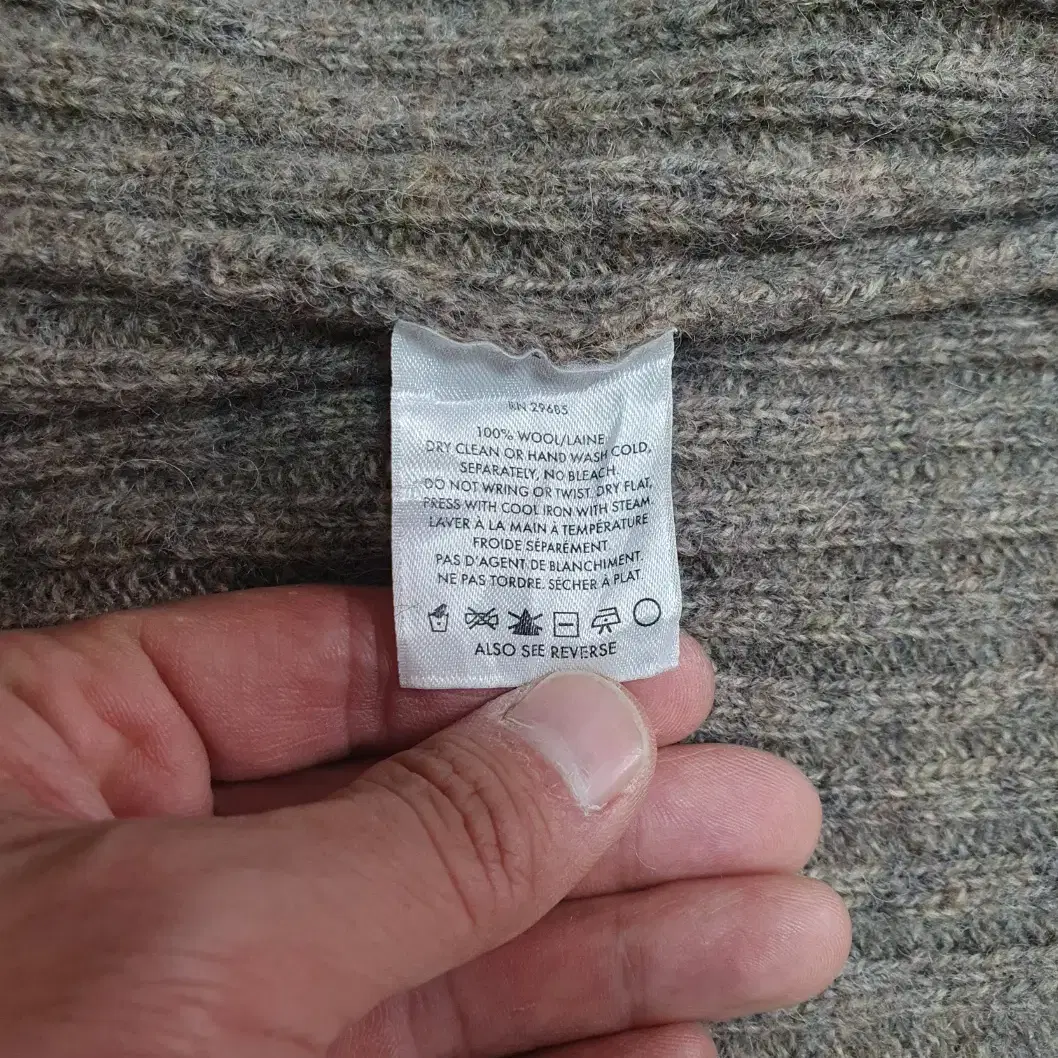 RN 29685
100% WOOL/LAINE
DRY CLEAN OR HAND WASH COLD,
SEPARATELY, NO BLEACH.
DO NOT WRING OR TWIST. DRY FLAT,
PRESS WITH COOL IRON WITH STEAM
LAVER À LA MAIN À TEMPÉRATURE
FROIDE SÉPARÉMENT
PAS D'AGENT DE BLANCHIMENT.
NE PAS TORDRE. SÉCHER À PLAT.
ALSO SEE REVERSE